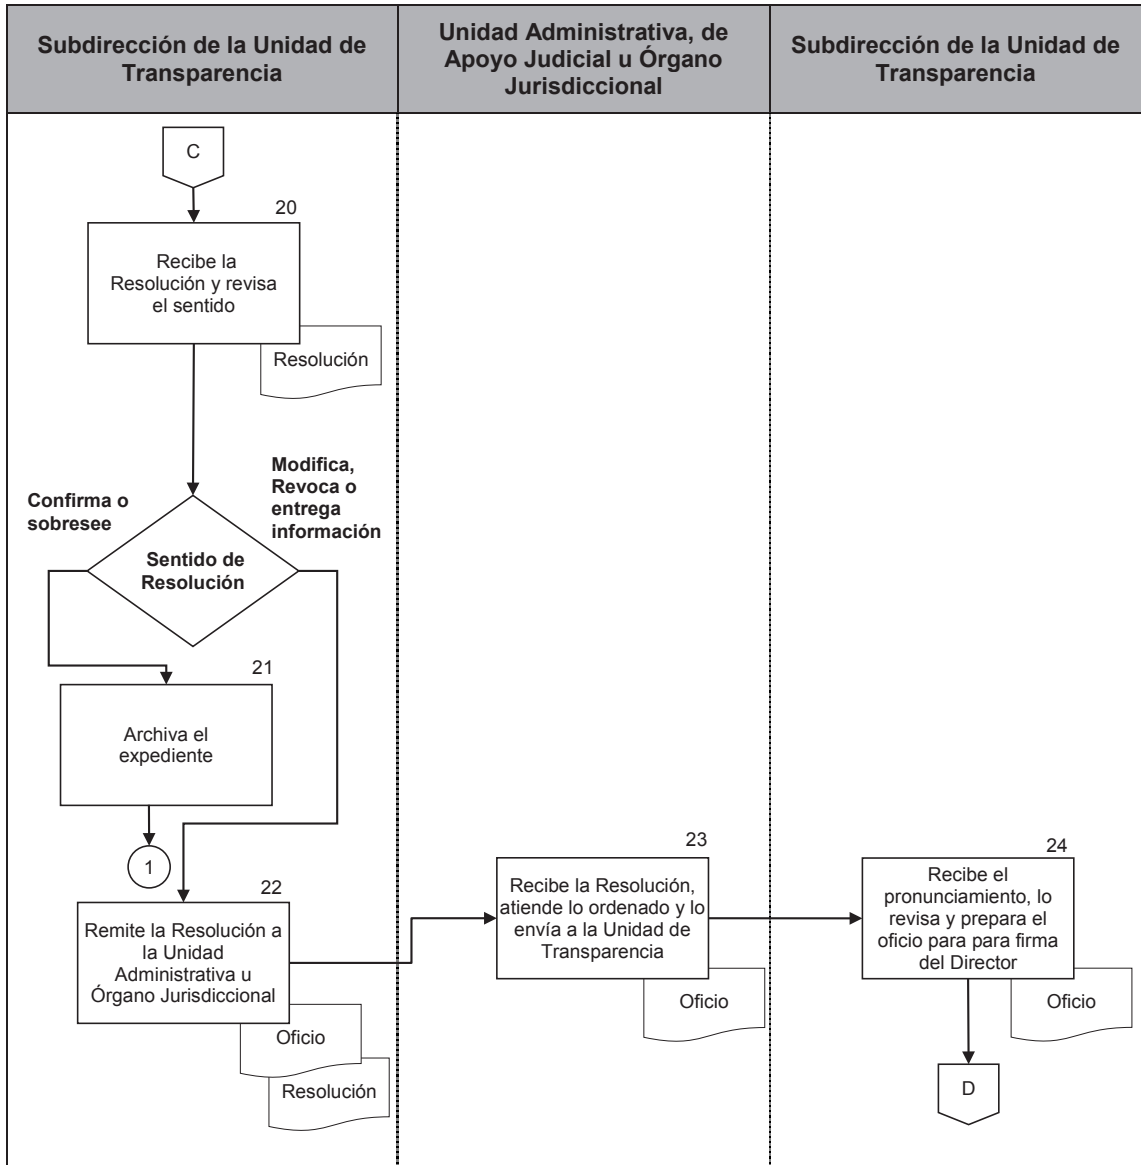 Subdirección de la Unidad de
Transparencia
Unidad Administrativa, de
Apoyo Judicial u Órgano
Jurisdiccional
Subdirección de la Unidad de
Transparencia
C
20
Recibe la
Resolución y revisa
el sentido
Resolución
Confirma o
sobresee
Modifica,
Revoca o
entrega
información
Sentido de
Resolución
21
Archiva el
expediente
1
22
Remite la Resolución a
la Unidad
Administrativa u
Órgano Jurisdiccional
Oficio
Resolución
23
Recibe la Resolución,
atiende lo ordenado y lo
envía a la Unidad de
Transparencia
Oficio
24
Recibe el
pronunciamiento, lo
revisa y prepara el
oficio para para firma
del Director
Oficio
D